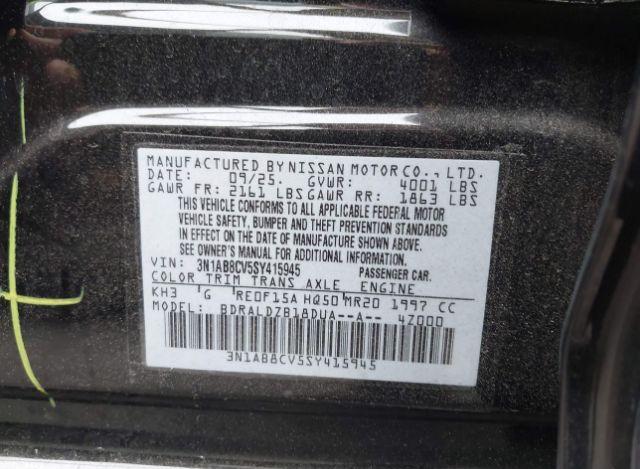 MANUFACTURED BY NISSAN MOTOR CO., LTD.
DATE: 09/25. GVWR: 4001 LBS
GAWR FR: 2161 LBS GAWR RR: 1863 LBS
THIS VEHICLE CONFORMS TO ALL APPLICABLE FEDERAL MOTOR
VEHICLE SAFETY, BUMPER AND THEFT PREVENTION STANDARDS
IN EFFECT ON THE DATE OF MANUFACTURE SHOWN ABOVE.
SEE OWNER'S MANUAL FOR ADDITIONAL INFORMATION.
VIN: 3N1AB8CV5SY415945 PASSENGER CAR.
COLOR TRIM TRANS AXLE ENGINE
KH3 G RE0F15A HQ50 MR20 1997 CC
MODEL: BDRALDZB18DUA--A-- 4Z000
3N1AB8CV5SY415945